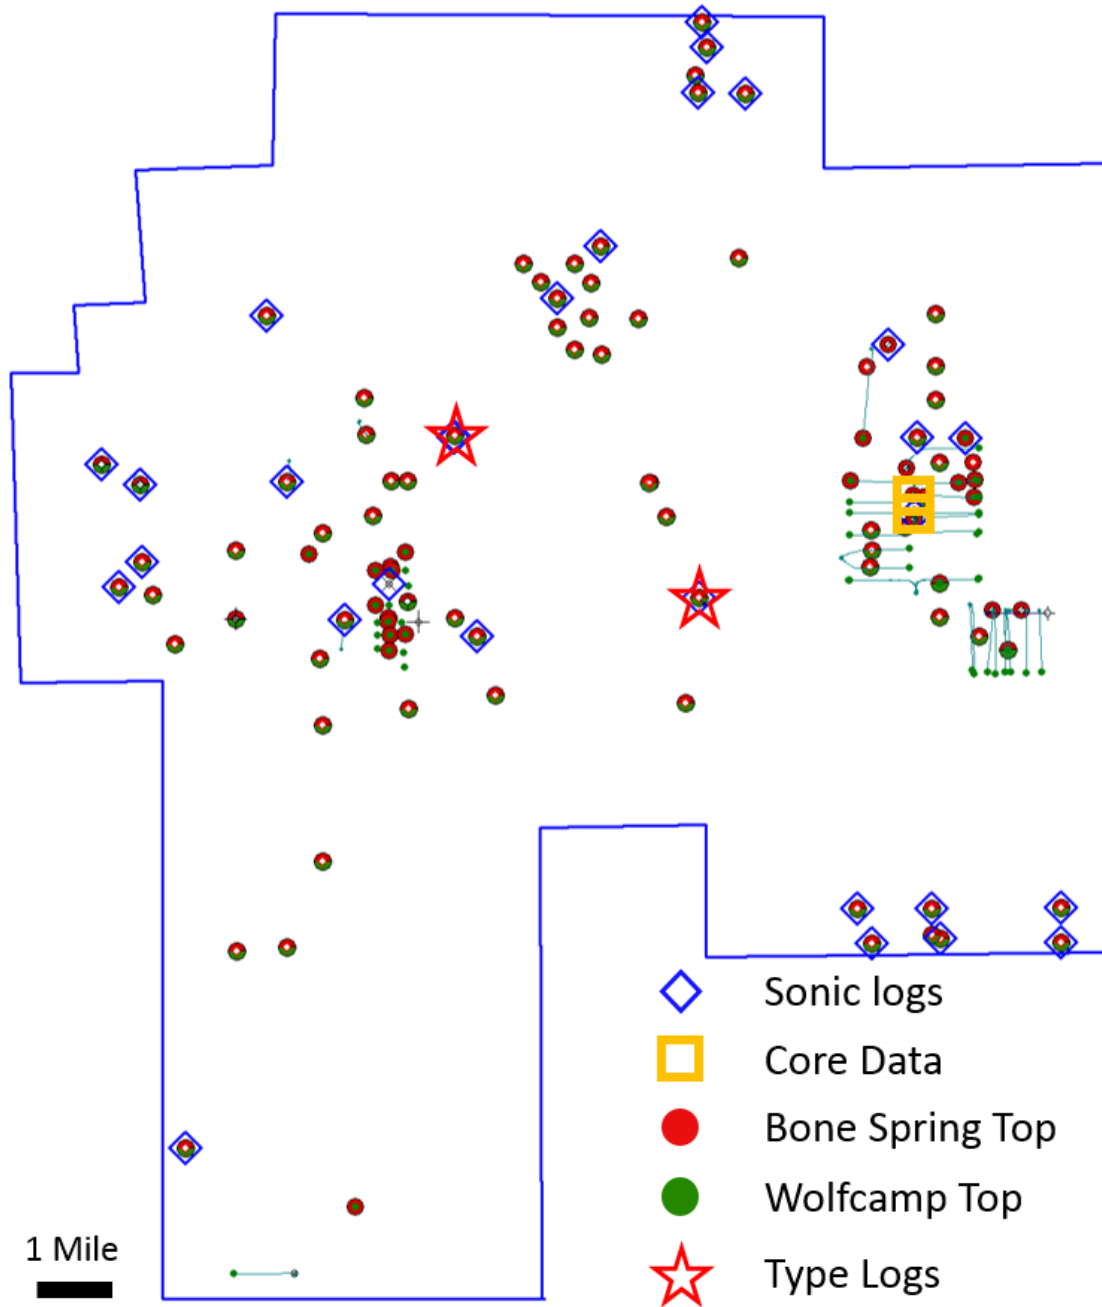 Sonic logs
Core Data
Bone Spring Top
Wolfcamp Top
1 Mile
Type Logs